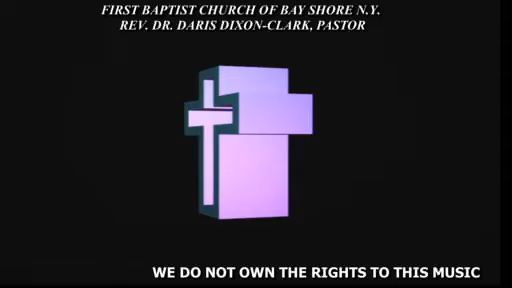 FIRST BAPTIST CHURCH OF BAY SHORE N.Y.
REV. DR. DARIS DIXON-CLARK, PASTOR
WE DO NOT OWN THE RIGHTS TO THIS MUSIC